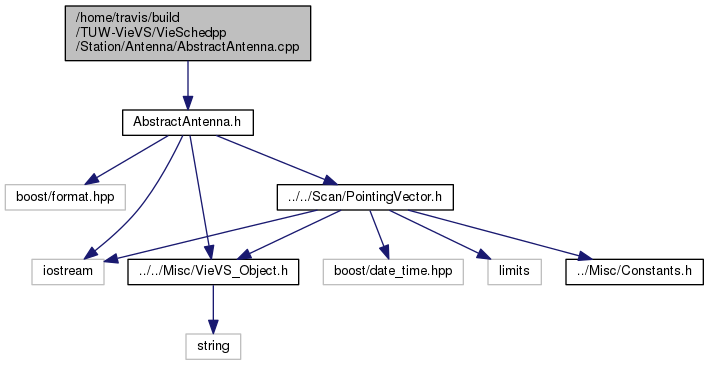 /home/travis/build
/TUW-VieVS/VieSchedpp
/Station/Antenna/AbstractAntenna.cpp
AbstractAntenna.h
boost/format.hpp
../../Scan/PointingVector.h
iostream
../../Misc/VieVS_Object.h
boost/date_time.hpp
limits
../Misc/Constants.h
string